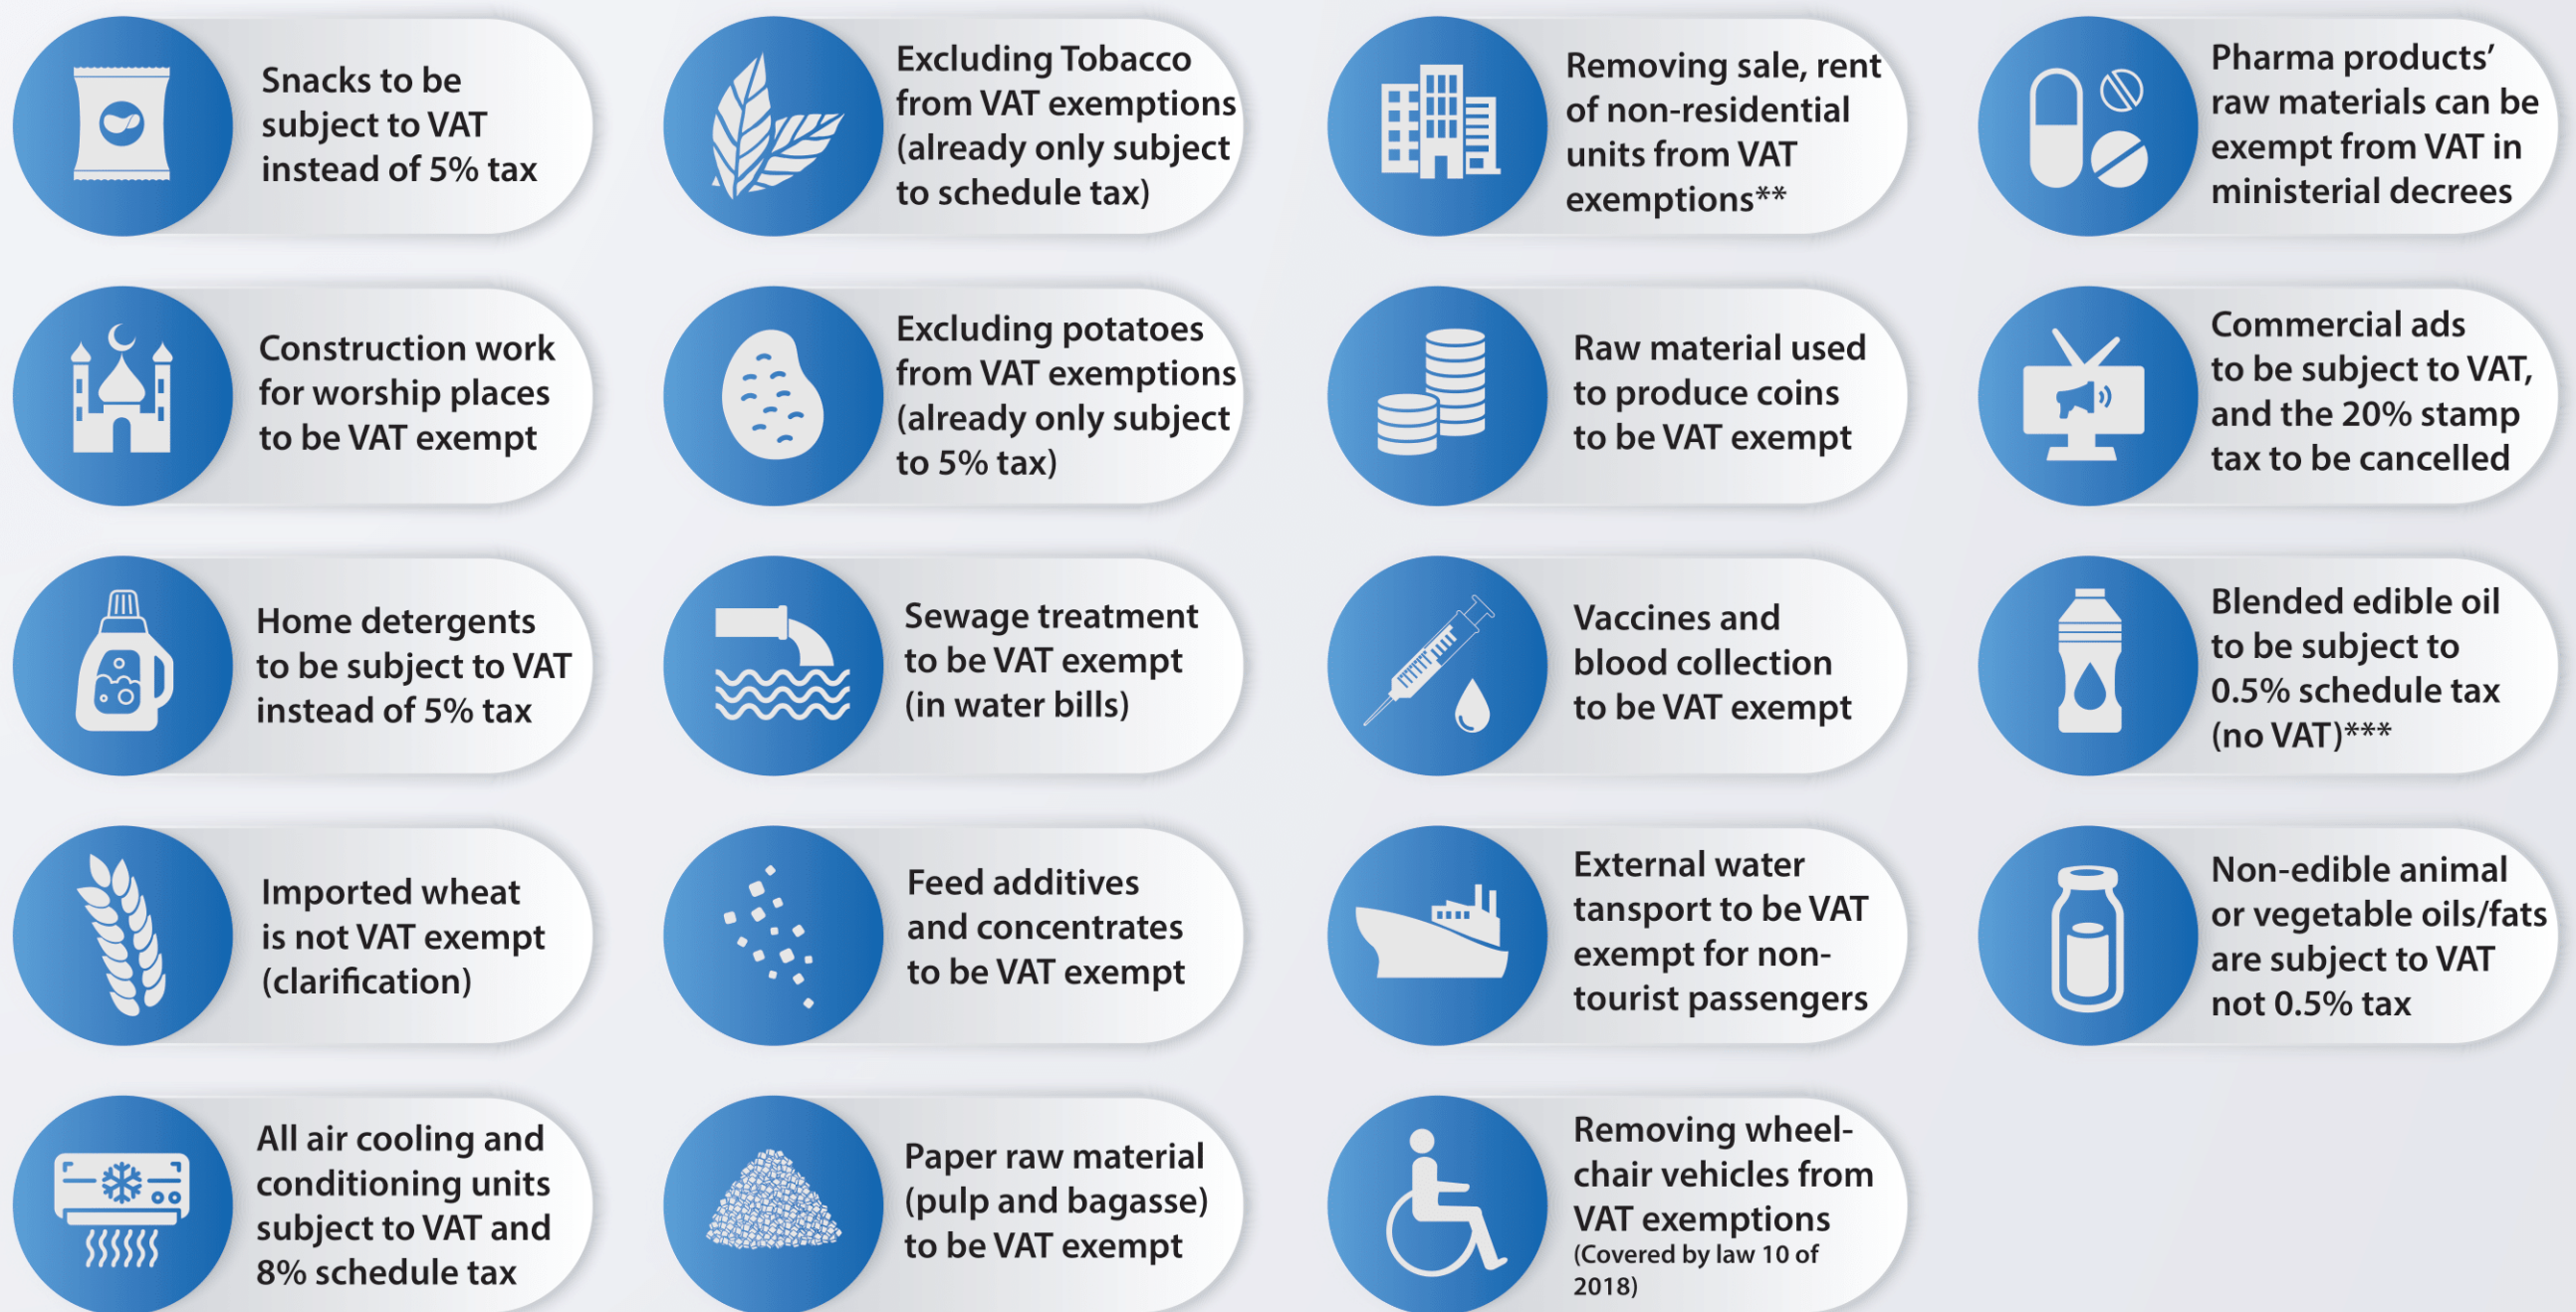 Snacks to be
subject to VAT
instead of 5% tax
Excluding Tobacco
from VAT exemptions
(already only subject
to schedule tax)
Removing sale, rent
of non-residential
units from VAT
exemptions**
Pharma products'
raw materials can be
exempt from VAT in
ministerial decrees
Construction work
for worship places
to be VAT exempt
Excluding potatoes
from VAT exemptions
(already only subject
to 5% tax)
Raw material used
to produce coins
to be VAT exempt
Commercial ads
to be subject to VAT,
and the 20% stamp
tax to be cancelled
Home detergents
to be subject to VAT
instead of 5% tax
Sewage treatment
to be VAT exempt
(in water bills)
Vaccines and
blood collection
to be VAT exempt
Blended edible oil
to be subject to
0.5% schedule tax
(no VAT)***
Imported wheat
is not VAT exempt
(clarification)
Feed additives
and concentrates
to be VAT exempt
External water
tansport to be VAT
exempt for non-
tourist passengers
Non-edible animal
or vegetable oils/fats
are subject to VAT
not 0.5% tax
All air cooling and
conditioning units
subject to VAT and
8% schedule tax
Paper raw material
(pulp and bagasse)
to be VAT exempt
Removing wheel-
chair vehicles from
VAT exemptions
(Covered by law 10 of
2018)